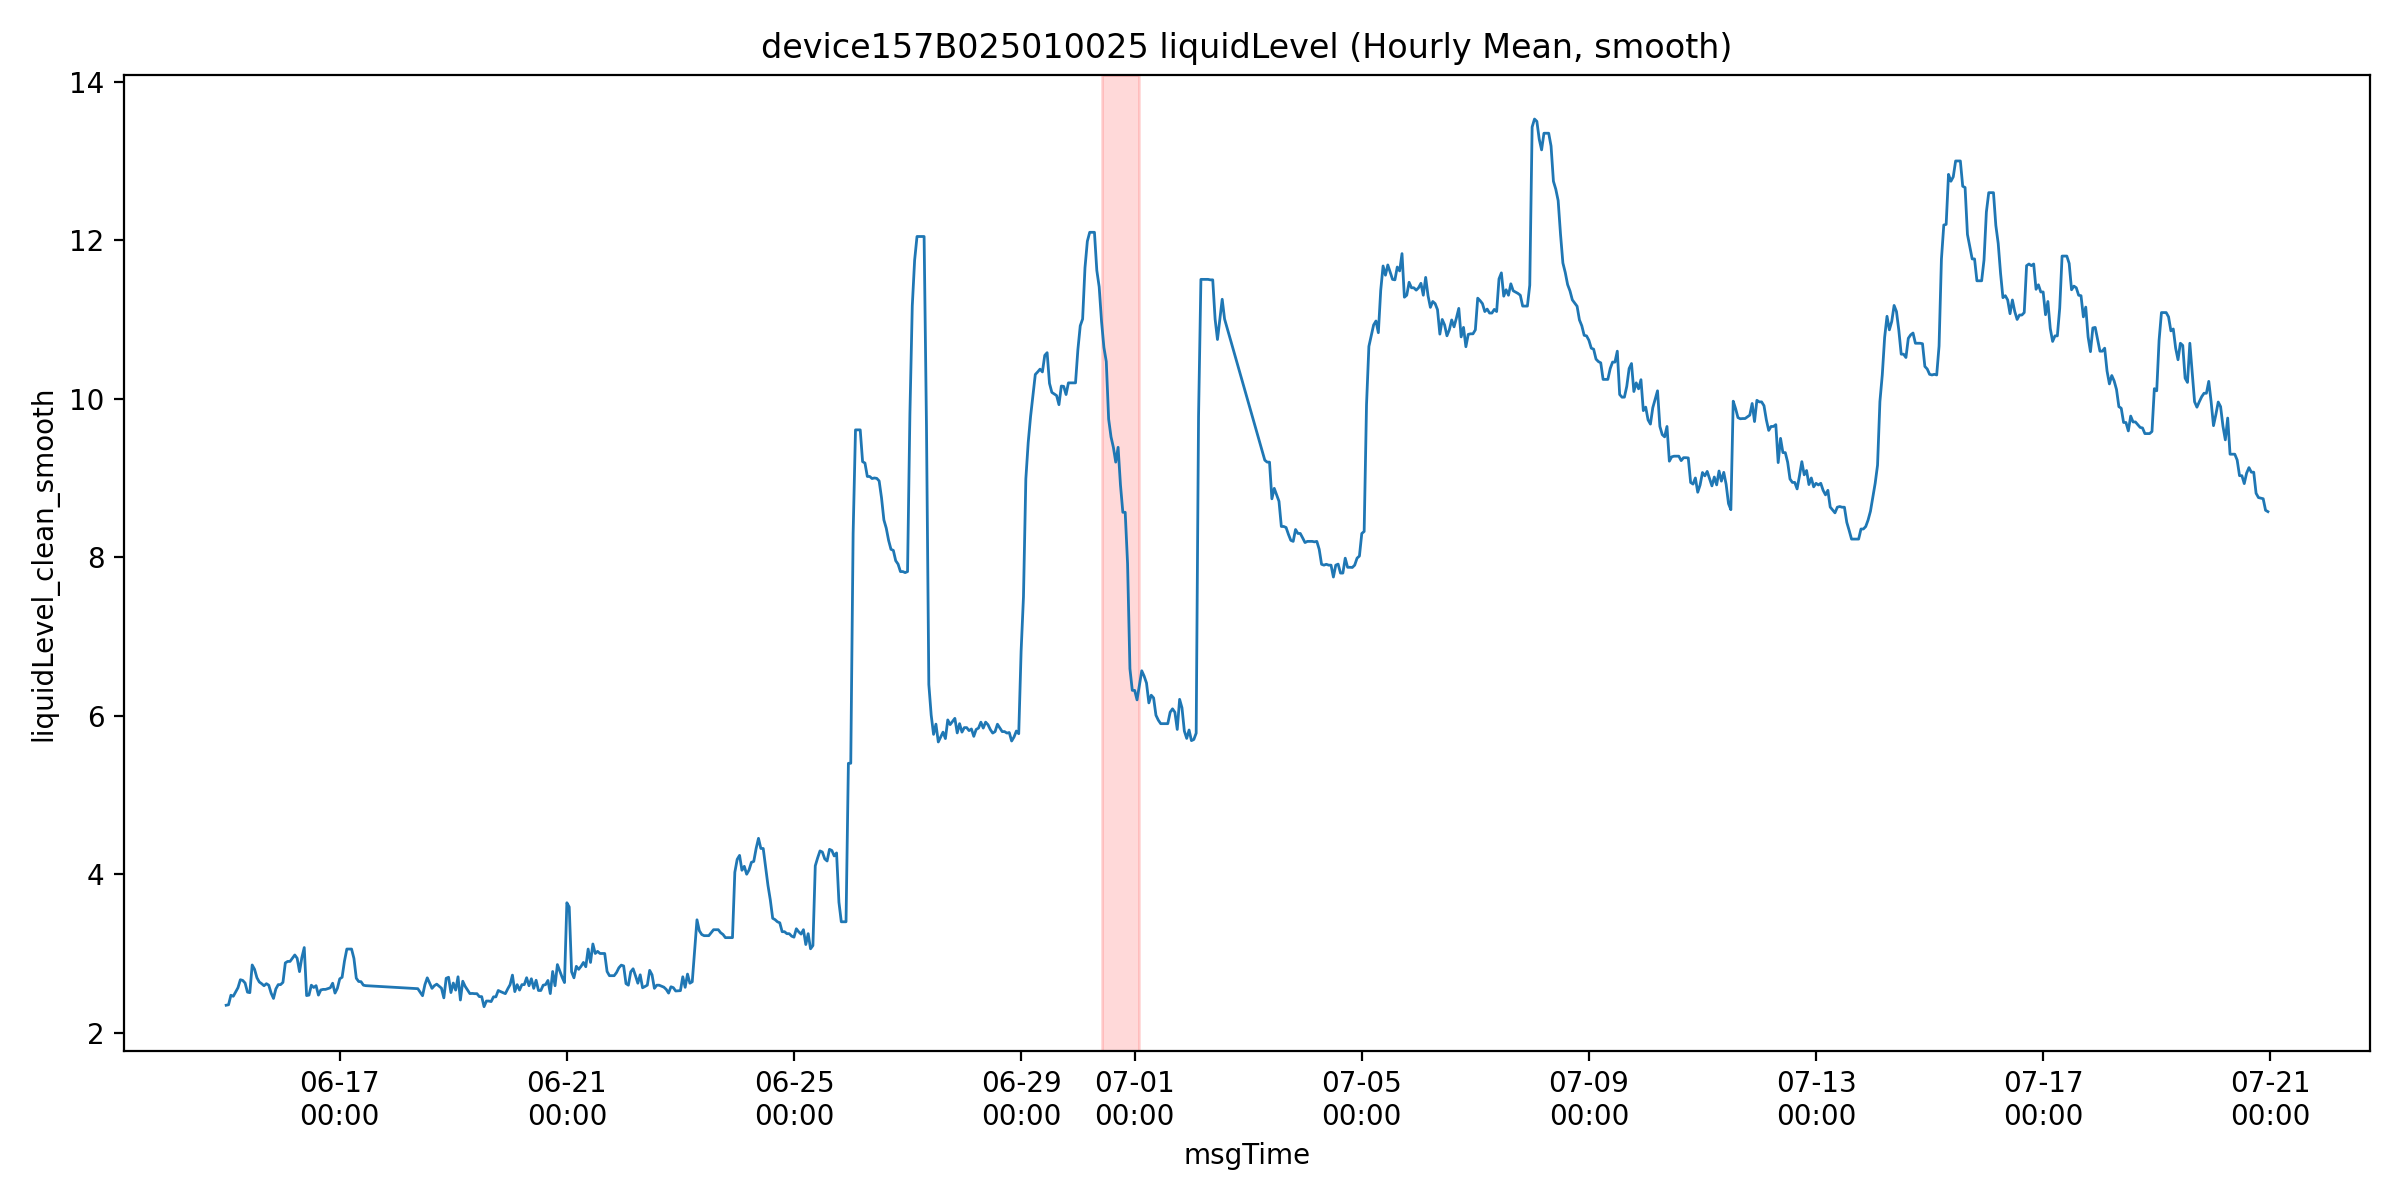 device157B025010025 liquidLevel (Hourly Mean, smooth)
liquidLevel_clean_smooth
14
12
10
8
6
4
2
06-17 06-21 06-25 06-29 07-01 07-05 07-09 07-13 07-17 07-21
00:00 00:00 00:00 00:00 00:00 00:00 00:00 00:00 00:00 00:00
msgTime